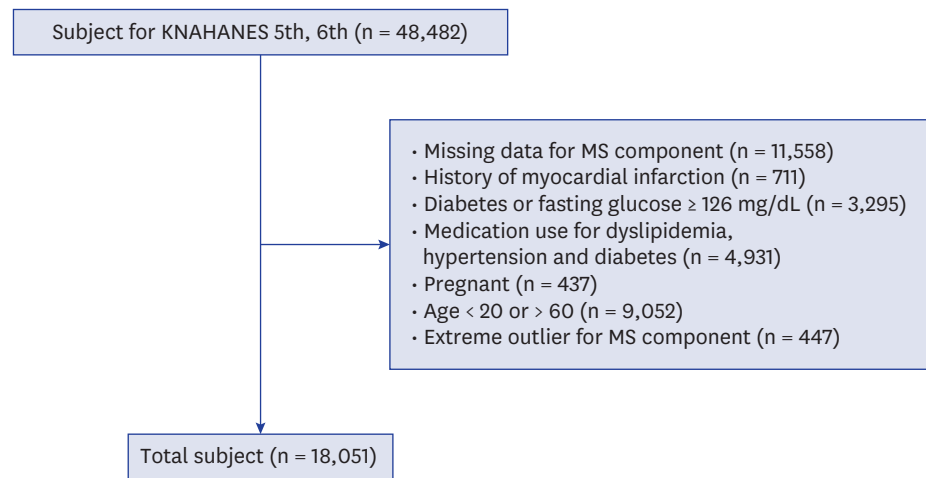 Subject for KNAHANES 5th, 6th (n = 48,482)
· Missing data for MS component (n = 11,558)
· History of myocardial infarction (n = 711)
· Diabetes or fasting glucose ≥ 126 mg/dL (n = 3,295)
· Medication use for dyslipidemia,
hypertension and diabetes (n = 4,931)
· Pregnant (n = 437)
· Age < 20 or > 60 (n = 9,052)
· Extreme outlier for MS component (n = 447)
Total subject (n = 18,051)